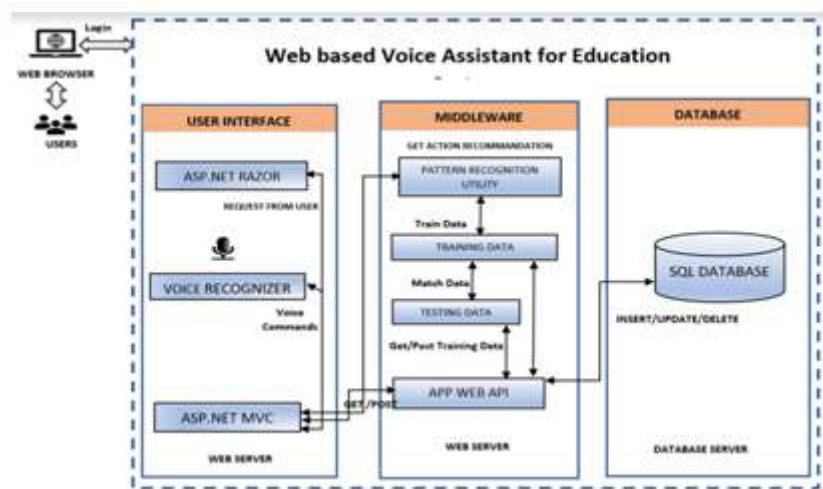 Login
Web based Voice Assistant for Education
WEB BROWSER
USERS
USER INTERFACE
ASP.NET RAZOR
REQUEST FROM USER
VOICE RECOGNIZER
Voice
Commands
ASP.NET MVC
WEB SERVER
MIDDLEWARE
GET ACTION RECOMMANDATION
PATTERN RECOGNITION
UTILITY
Train Data
TRAINING DATA
Match Data
TESTING DATA
Get/Post Training Data
GET /POST
APP WEB API
WEB SERVER
DATABASE
SQL DATABASE
INSERT/UPDATE/DELETE
DATABASE SERVER